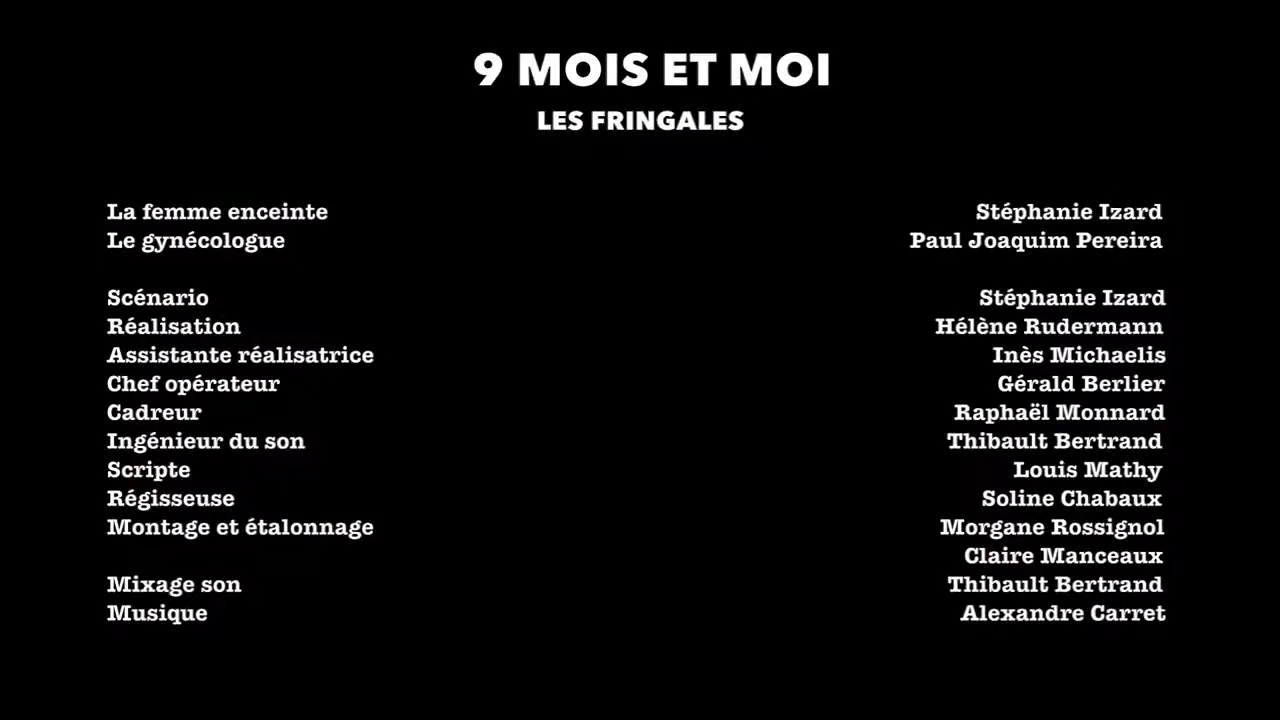 9 MOIS ET MOI
LES FRINGALES
La femme enceinte Stéphanie Izard
Le gynécologue Paul Joaquim Pereira
Scénario Stéphanie Izard
Réalisation Hélène Rudermann
Assistante réalisatrice Inès Michaelis
Chef opérateur Gérald Berlier
Cadreur Raphaël Monnard
Ingénieur du son Thibault Bertrand
Scripte Louis Mathy
Régisseuse Soline Chabaux
Montage et étalonnage Morgane Rossignol
Claire Manceaux
Mixage son Thibault Bertrand
Musique Alexandre Carret